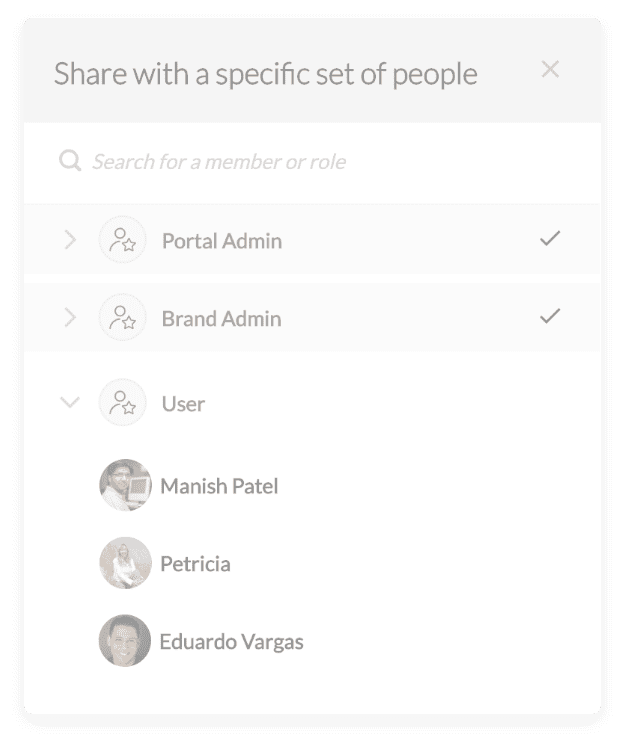 Share with a specific set of people
Search for a member or role
Portal Admin
Brand Admin
User
Manish Patel
Petricia
Eduardo Vargas